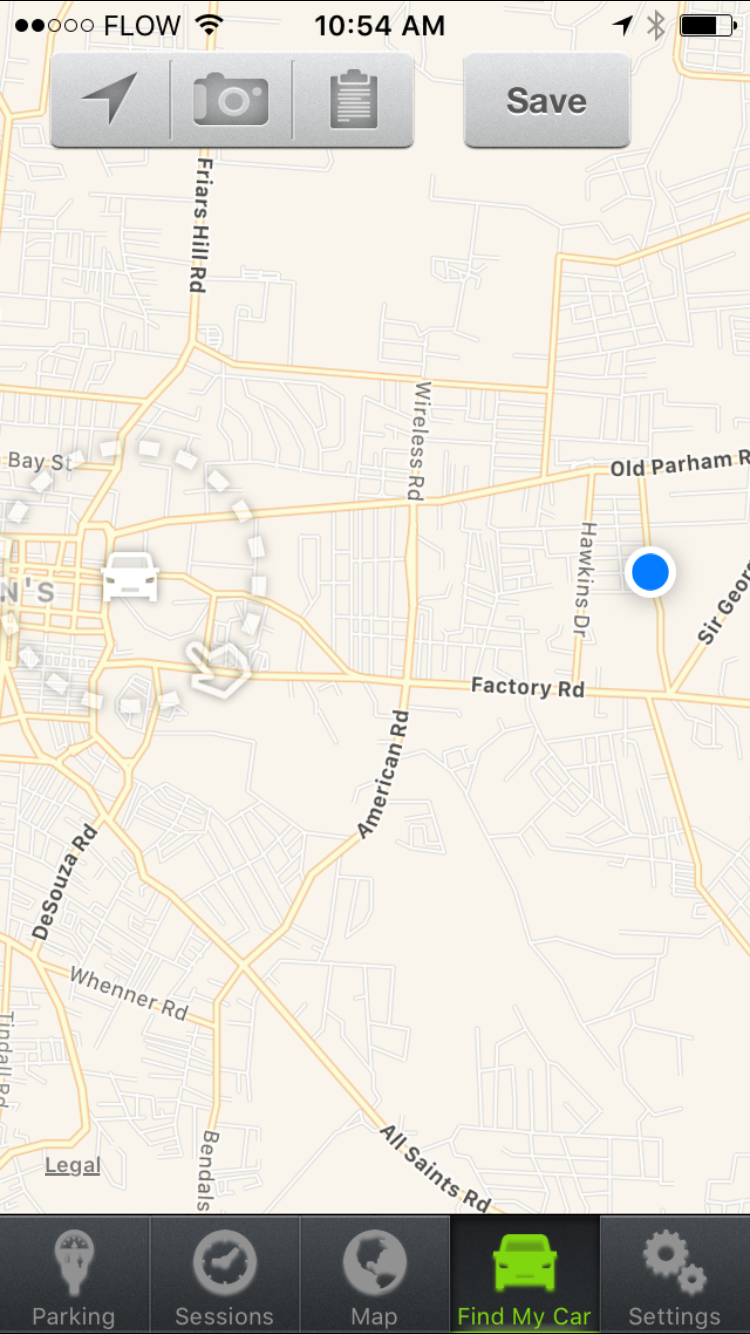 FLOW 10:54 AM
Save
Friars Hill Rd
Wireless Rd
Bay St
Old Parham R
Hawkins Dr
N'S
Sir Geor
Factory Rd
American Rd
DeSouza Rd
Whenner Rd
Tindall Rd
Bendals
All Saints Rd
Legal
Parking Sessions Map Find My Car Settings